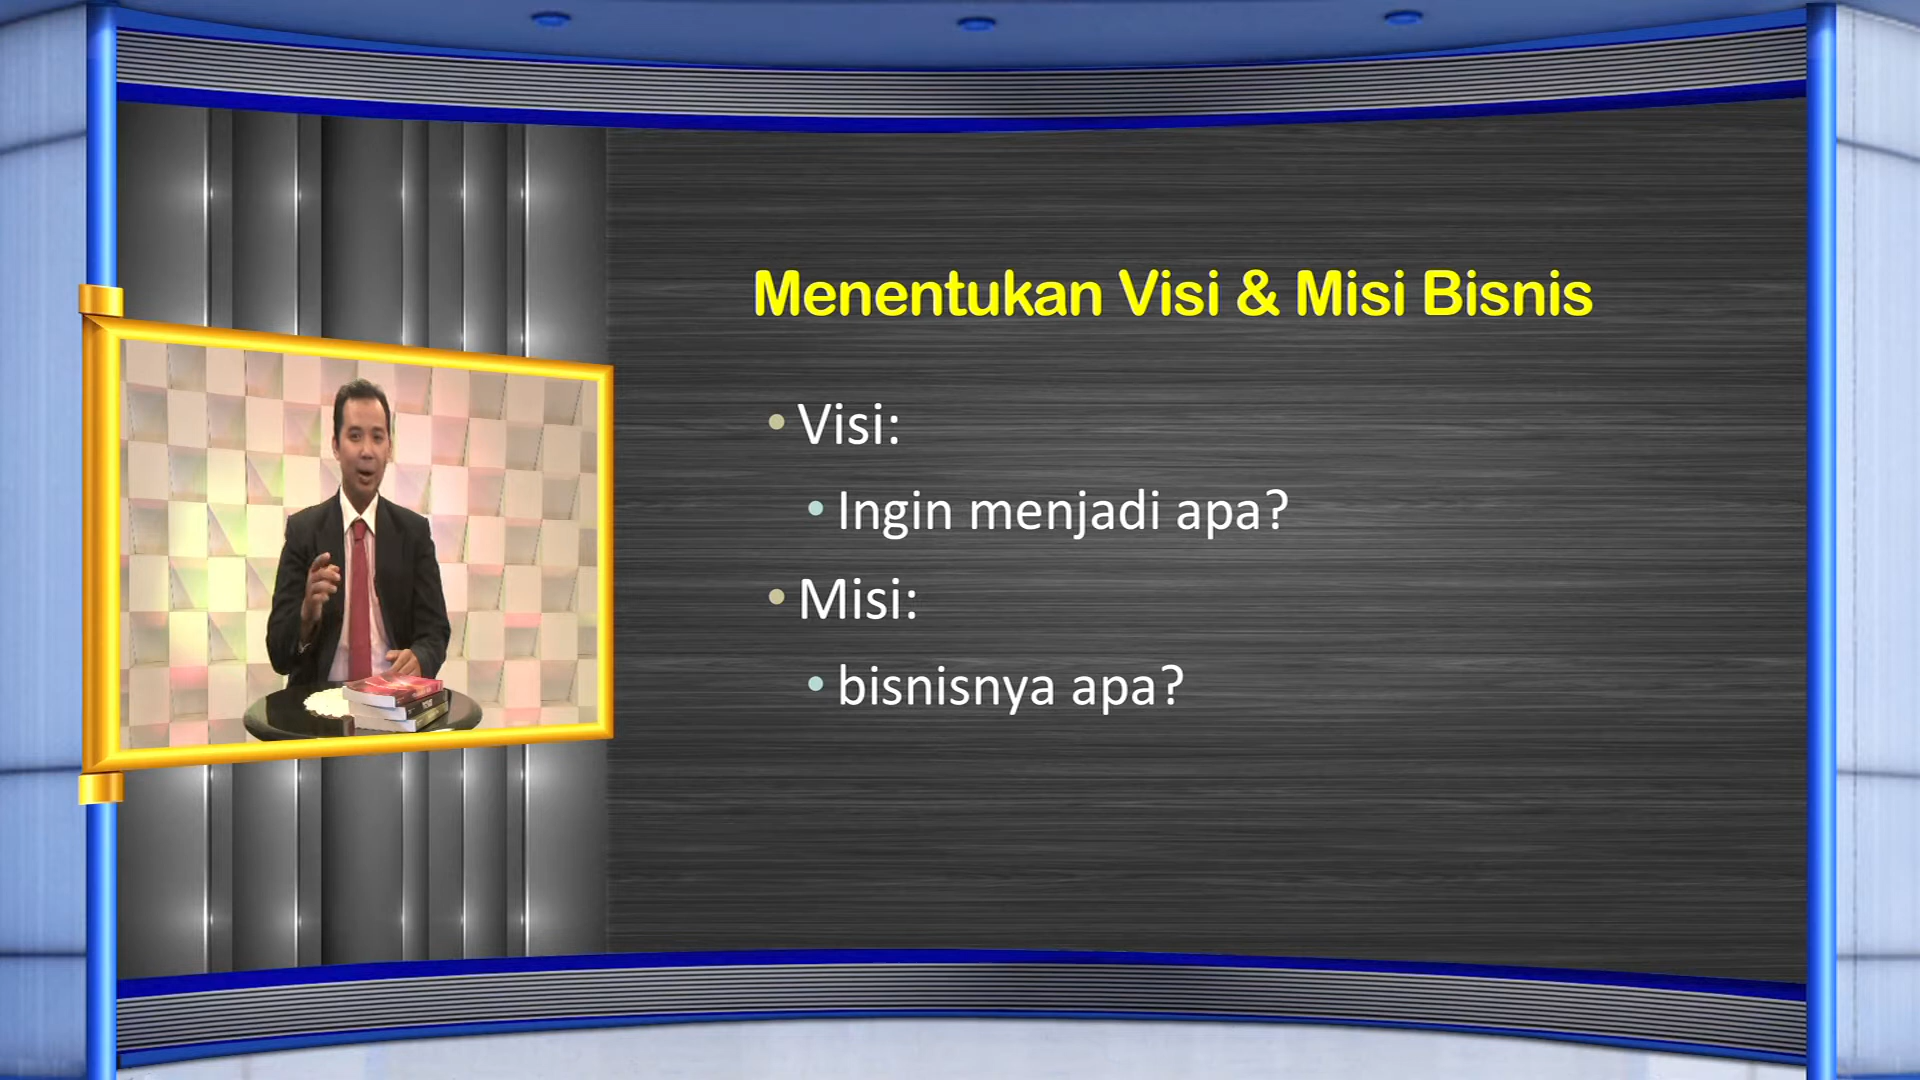 Menentukan Visi & Misi Bisnis
• Visi:
• Ingin menjadi apa?
• Misi:
• bisnisnya apa?